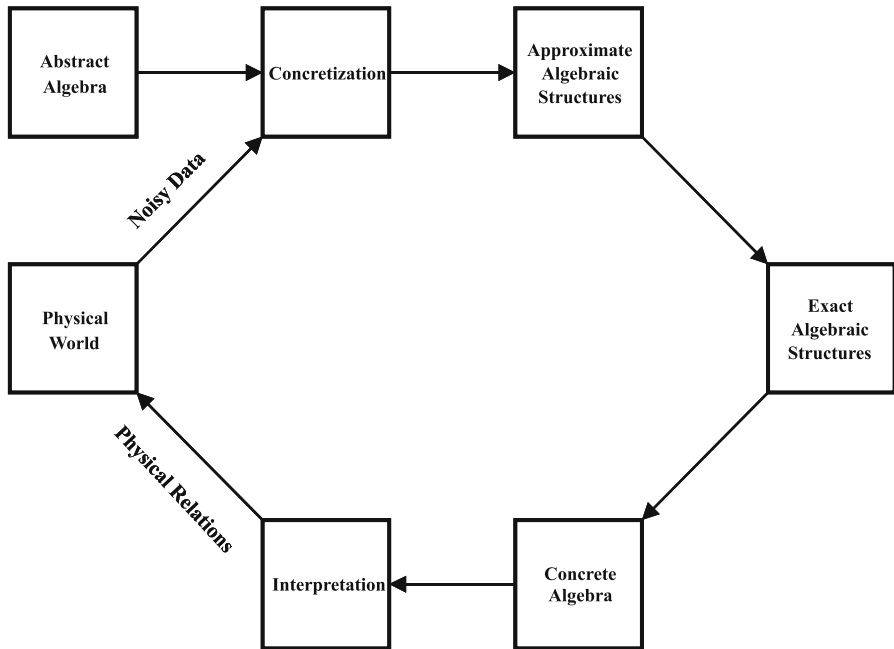 Abstract
Algebra
Concretization
Approximate
Algebraic
Structures
Noisy Data
Physical
World
Exact
Algebraic
Structures
Physical Relations
Interpretation
Concrete
Algebra